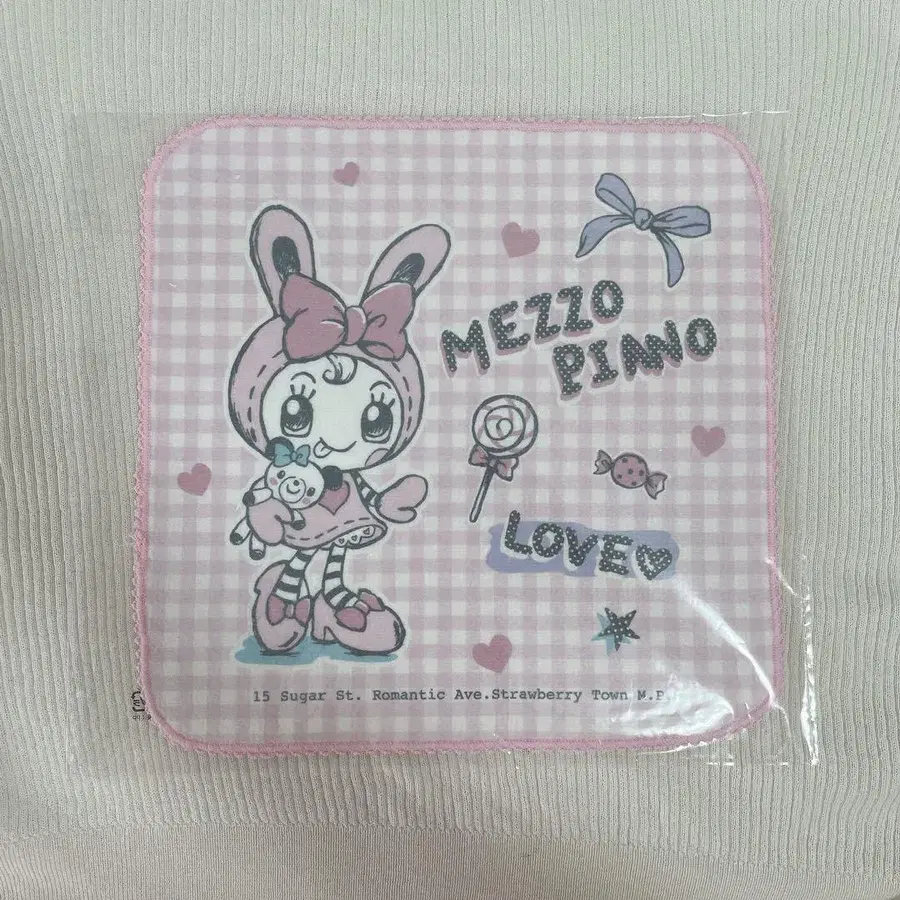 MEZZO
PIANO
LOVE
15 Sugar St. Romantic Ave.Strawberry Town M.P.